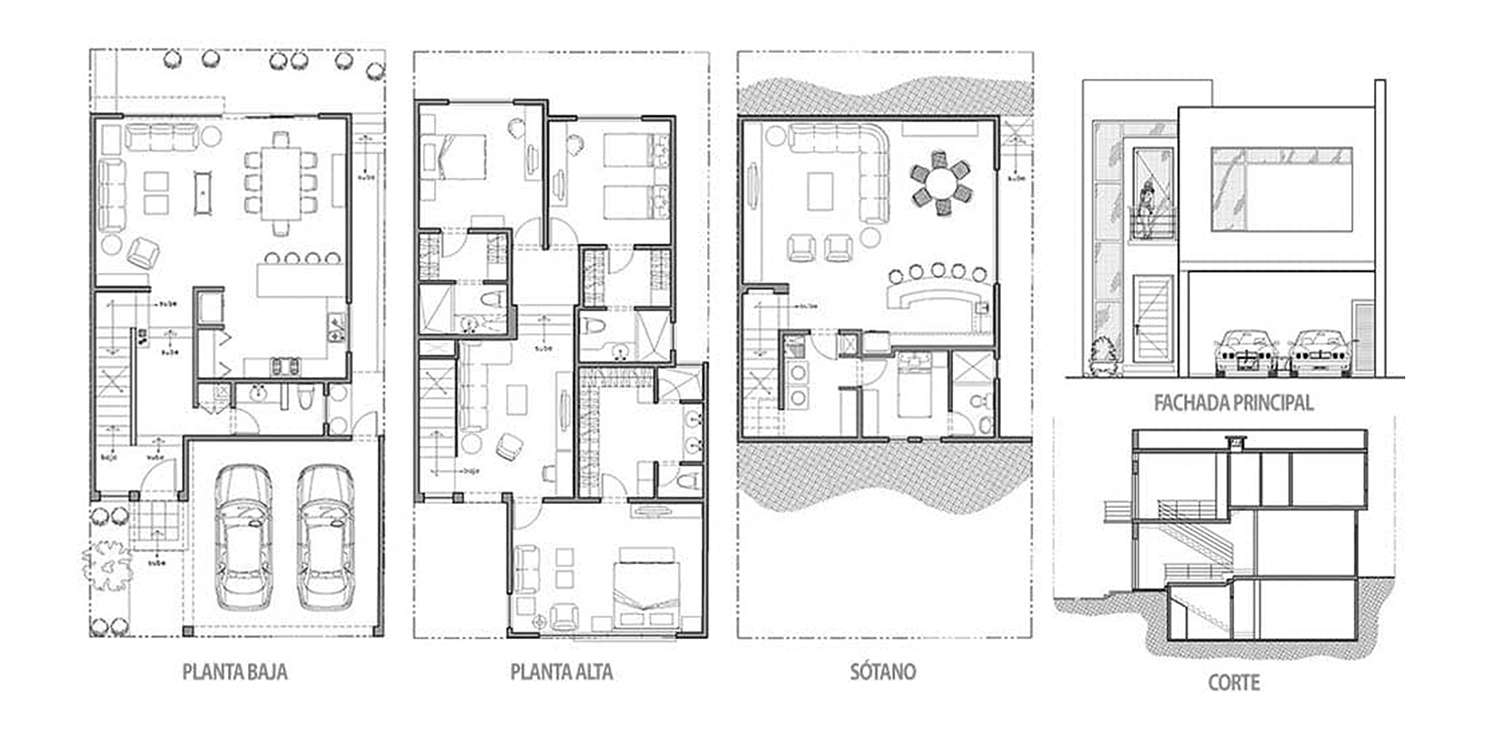 sube
sube
sube
baja
sube
sube
PLANTA BAJA
sube
baja
PLANTA ALTA
sube
sube
SÓTANO
FACHADA PRINCIPAL
CORTE